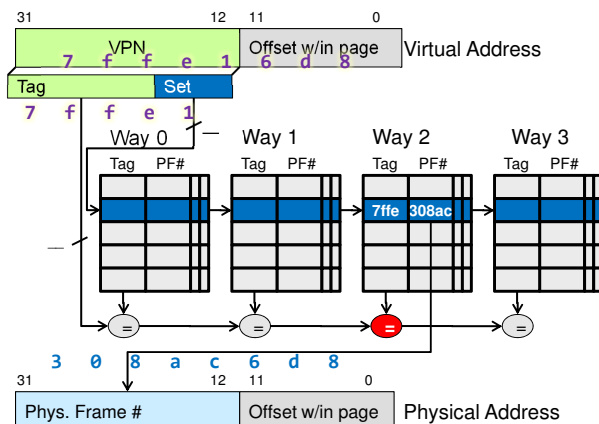 31 12 11 0
VPN Offset w/in page Virtual Address
7 f f e 1 6 d 8
Tag Set
7 f f e 1
Way 0 Way 1 Way 2 Way 3
Tag PF# Tag PF# Tag PF# Tag PF#
7ffe 308ac
= = = =
3 0 8 a c 6 d 8
31 12 11 0
Phys. Frame # Offset w/in page Physical Address